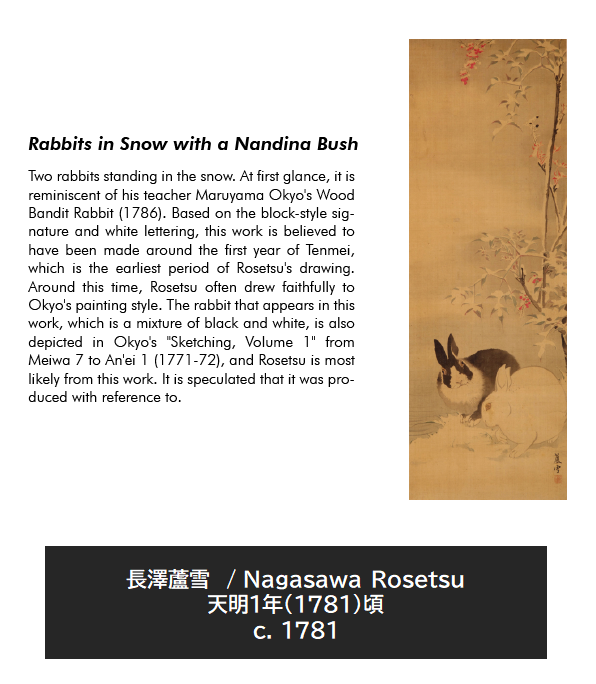 Rabbits in Snow with a Nandina Bush
Two rabbits standing in the snow. At first glance, it is
reminiscent of his teacher Maruyama Okyo's Wood
Bandit Rabbit (1786). Based on the block-style sig-
nature and white lettering, this work is believed to
have been made around the first year of Tenmei,
which is the earliest period of Rosetsu's drawing.
Around this time, Rosetsu often drew faithfully to
Okyo's painting style. The rabbit that appears in this
work, which is a mixture of black and white, is also
depicted in Okyo's "Sketching, Volume 1" from
Meiwa 7 to An'ei 1 (1771-72), and Rosetsu is most
likely from this work. It is speculated that it was pro-
duced with reference to.
蘆雪
長澤蘆雪 / Nagasawa Rosetsu
天明1年(1781)頃
c. 1781